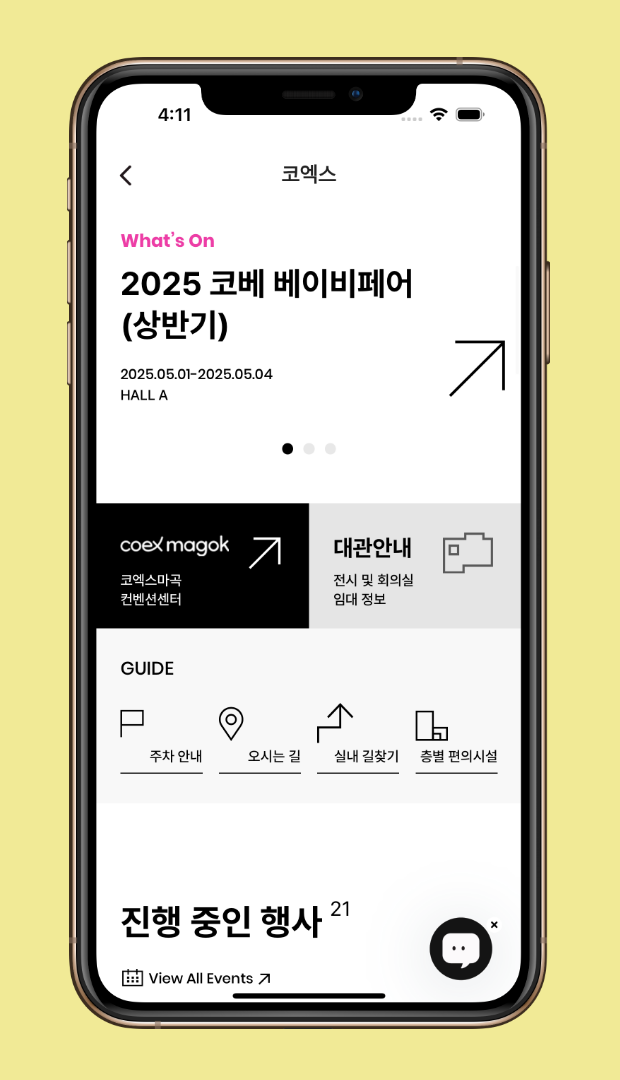 4:11
코엑스
What's On
2025 코베 베이비페어
(상반기)
2025.05.01-2025.05.04
HALL A
coex magok
코엑스마곡
컨벤션센터
대관안내
전시 및 회의실
임대 정보
GUIDE
주차 안내
오시는 길
실내 길찾기
층별 편의시설
진행 중인 행사 21
View All Events